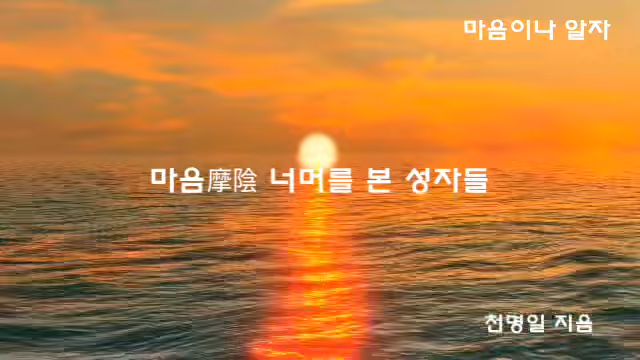 마음이나 알자
마음摩陰 너머를 본 성자들
천명일 지음